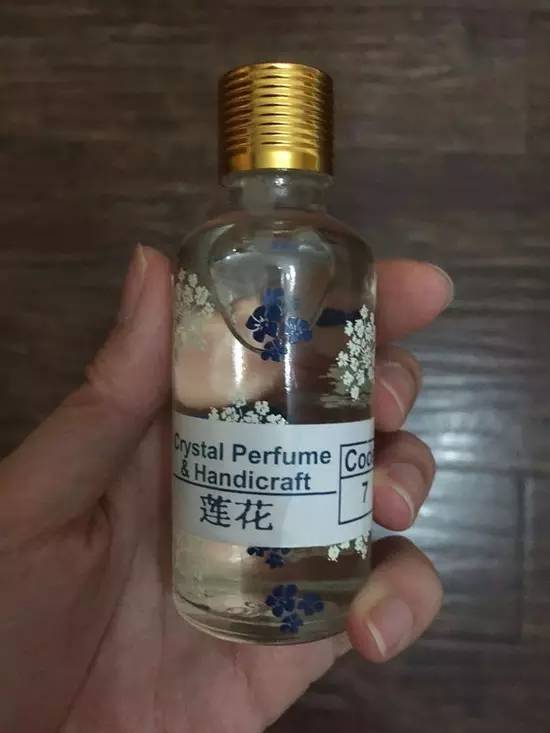 Crystal Perfume
& Handicraft
莲花
7